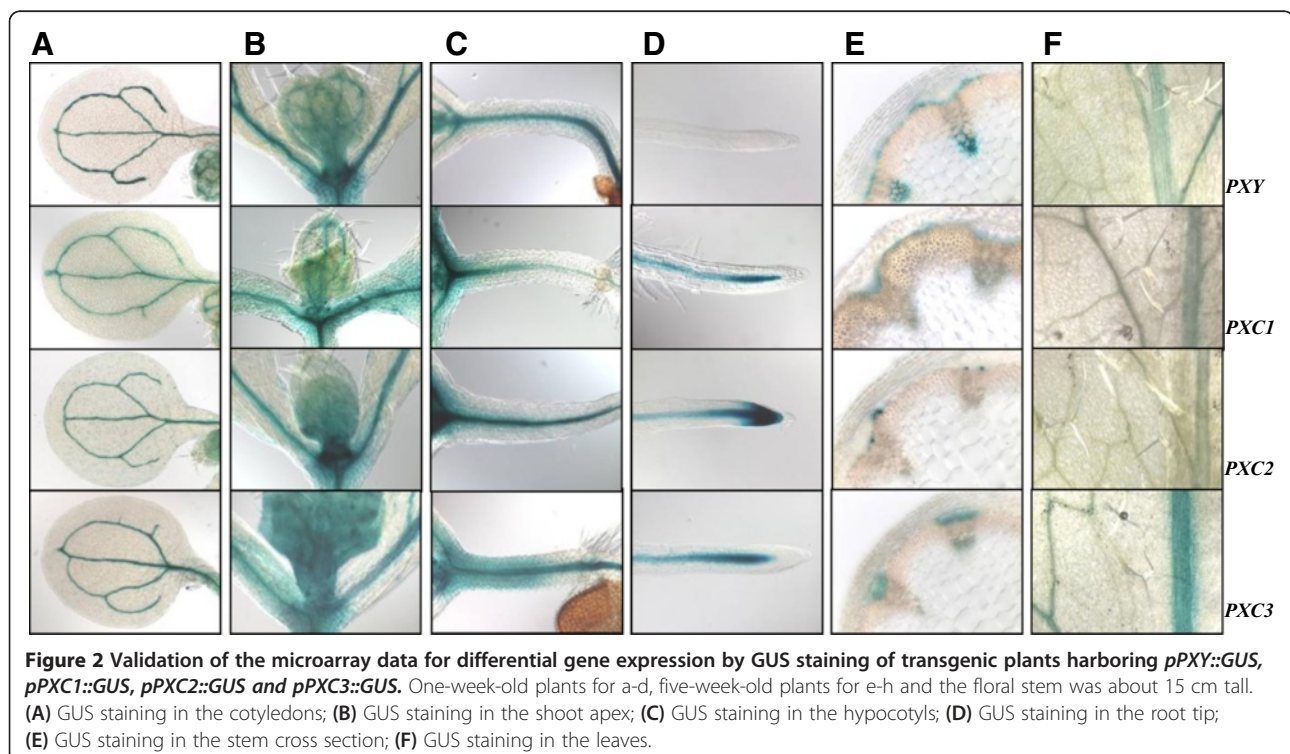 A B C D E F
PXY
PXC1
PXC2
PXC3
Figure 2 Validation of the microarray data for differential gene expression by GUS staining of transgenic plants harboring pPXY::GUS,
pPXC1::GUS, pPXC2::GUS and pPXC3::GUS. One-week-old plants for a-d, five-week-old plants for e-h and the floral stem was about 15 cm tall.
(A) GUS staining in the cotyledons; (B) GUS staining in the shoot apex; (C) GUS staining in the hypocotyls; (D) GUS staining in the root tip;
(E) GUS staining in the stem cross section; (F) GUS staining in the leaves.